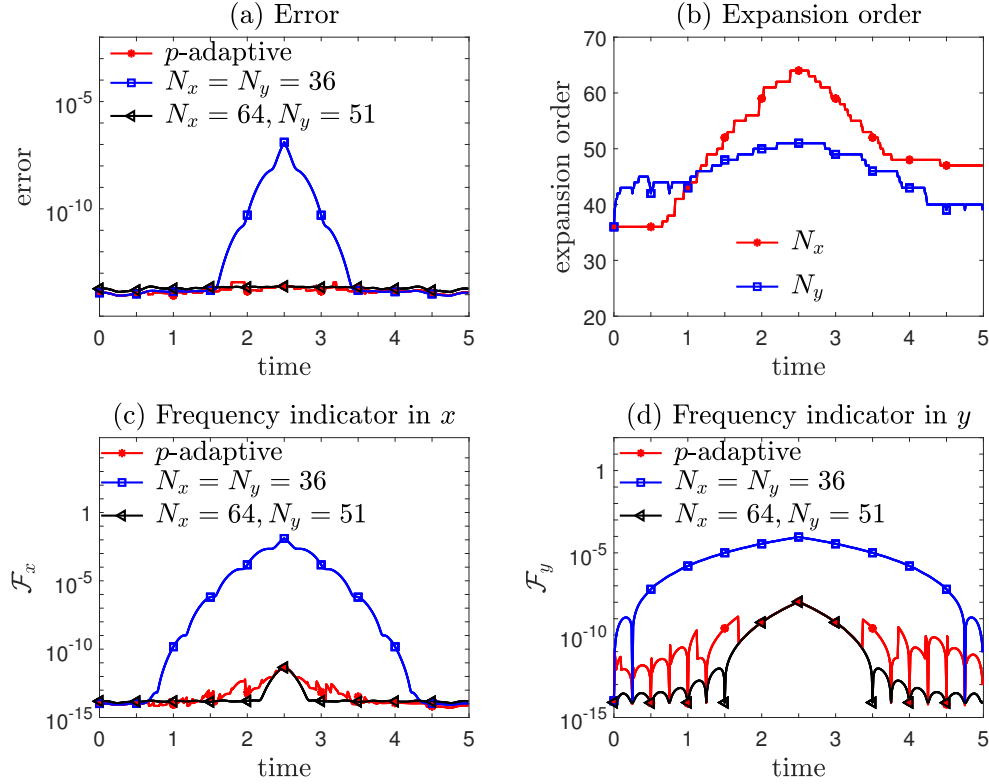 (a) Error
p-adaptive
N_x = N_y = 36
N_x = 64, N_y = 51
10^{-5}
10^{-10}
error
0 1 2 3 4 5
time
(b) Expansion order
70
60
50
40
30
20
expansion order
N_x
N_y
0 1 2 3 4 5
time
(c) Frequency indicator in x
p-adaptive
N_x = N_y = 36
N_x = 64, N_y = 51
1
10^{-5}
10^{-10}
10^{-15}
F_x
0 1 2 3 4 5
time
(d) Frequency indicator in y
p-adaptive
N_x = N_y = 36
N_x = 64, N_y = 51
1
10^{-5}
10^{-10}
10^{-15}
F_y
0 1 2 3 4 5
time